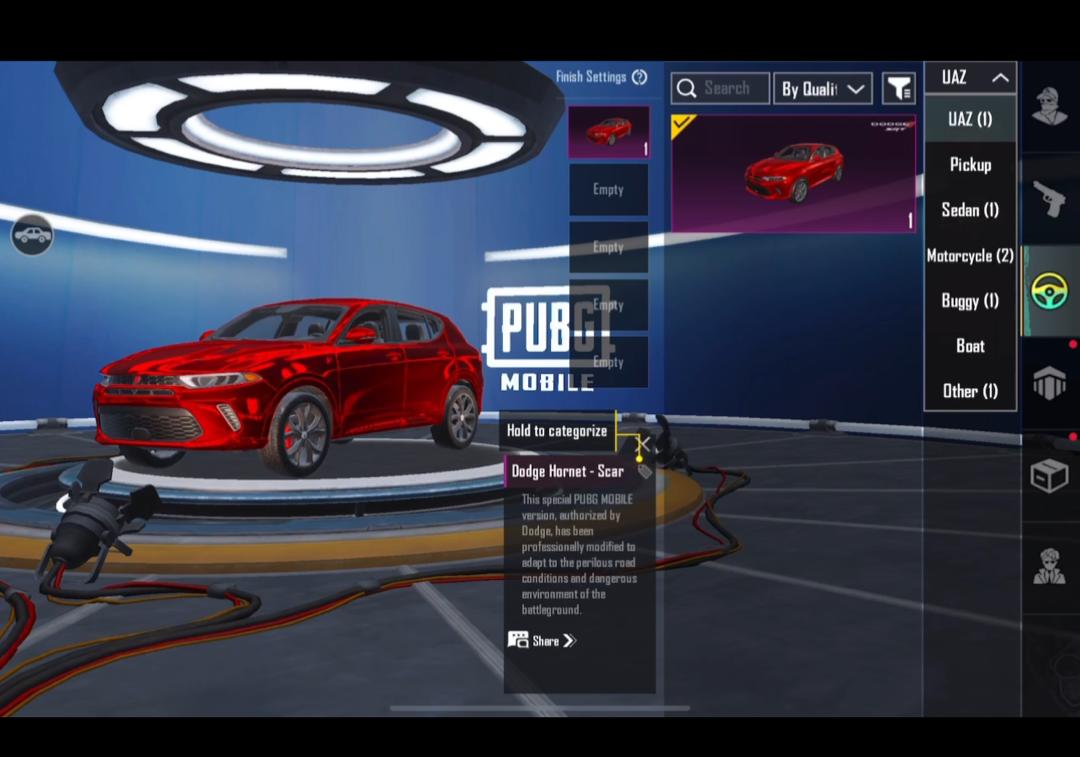 Finish Settings ?
Search
By Quali
UAZ
1
DODGE
SRT
1
UAZ (1)
Pickup
Sedan (1)
Motorcycle (2)
Buggy (1)
Boat
Other (1)
Empty
Empty
Empty
Empty
PUBG
MOBILE
Hold to categorize
Dodge Hornet - Scar
This special PUBG MOBILE
version, authorized by
Dodge, has been
professionally modified to
adapt to the perilous road
conditions and dangerous
environment of the
battleground.
Share